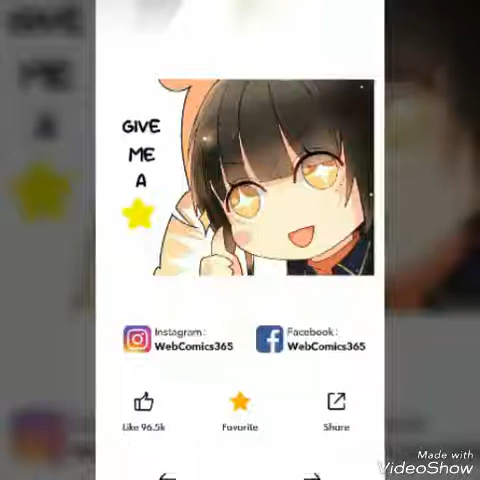 GIVE
ME
A
Instagram:
WebComics365
Facebook:
WebComics365
Like 96.5k
Favorite
Share
Made with
VideoShow